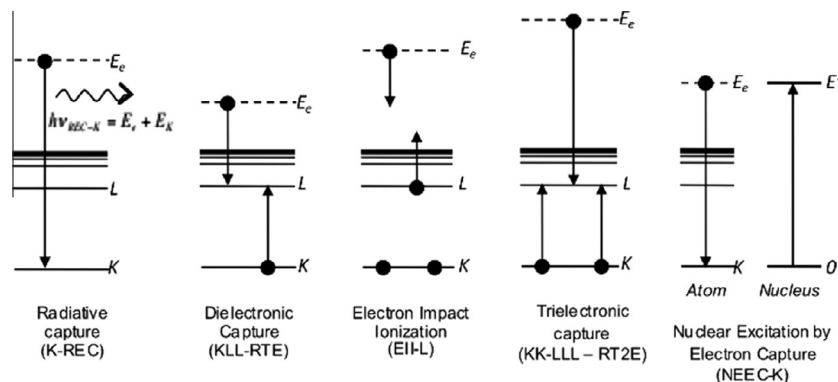 E_e
hν_REC-K = E_e + E_K
L
K
Radiative
capture
(K-REC)
E_e
L
K
Dielectronic
Capture
(KLL-RTE)
E_e
L
K
Electron Impact
Ionization
(EII-L)
E_e
L
K
Trielectronic
capture
(KK-LLL – RT2E)
E_e
L
K
Atom
E*
O
Nucleus
Nuclear Excitation by
Electron Capture
(NEEC-K)